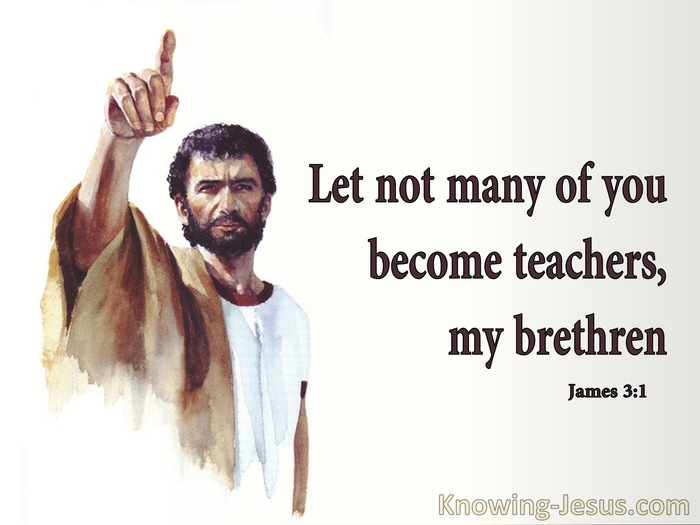 Let not many of you
become teachers,
my brethren
James 3:1
Knowing-Jesus.com